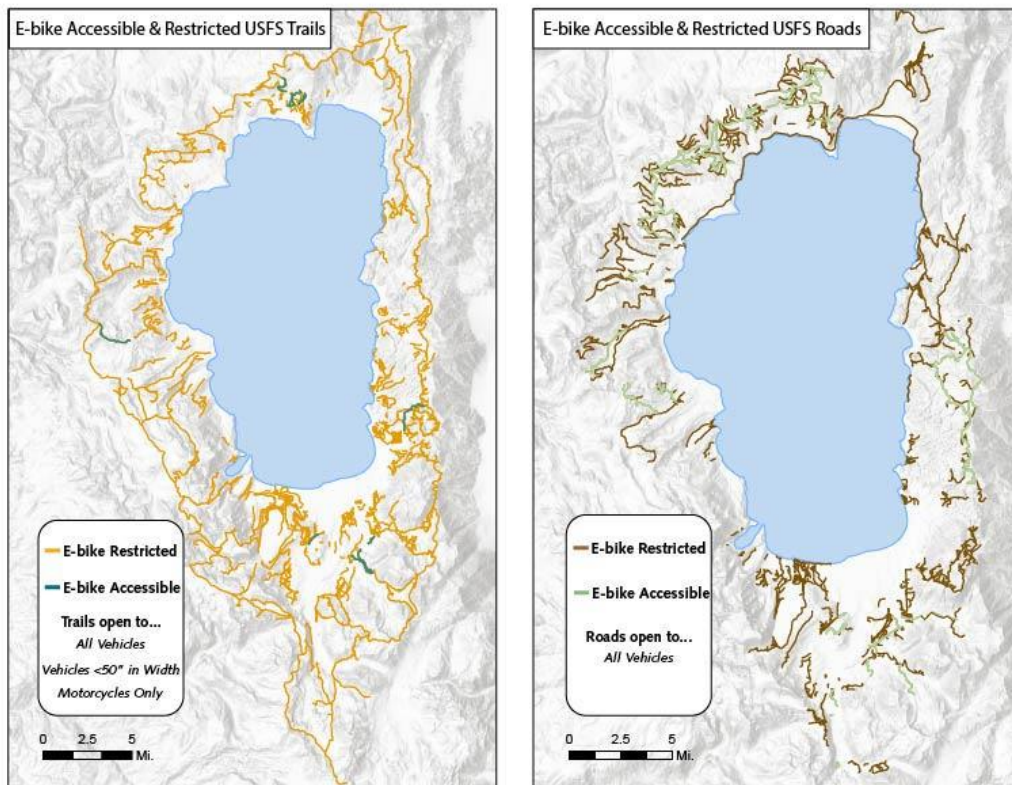 E-bike Accessible & Restricted USFS Trails
E-bike Restricted
E-bike Accessible
Trails open to...
All Vehicles
Vehicles <50" in Width
Motorcycles Only
0 2.5 5
Mi.
E-bike Accessible & Restricted USFS Roads
E-bike Restricted
E-bike Accessible
Roads open to...
All Vehicles
0 2.5 5
Mi.